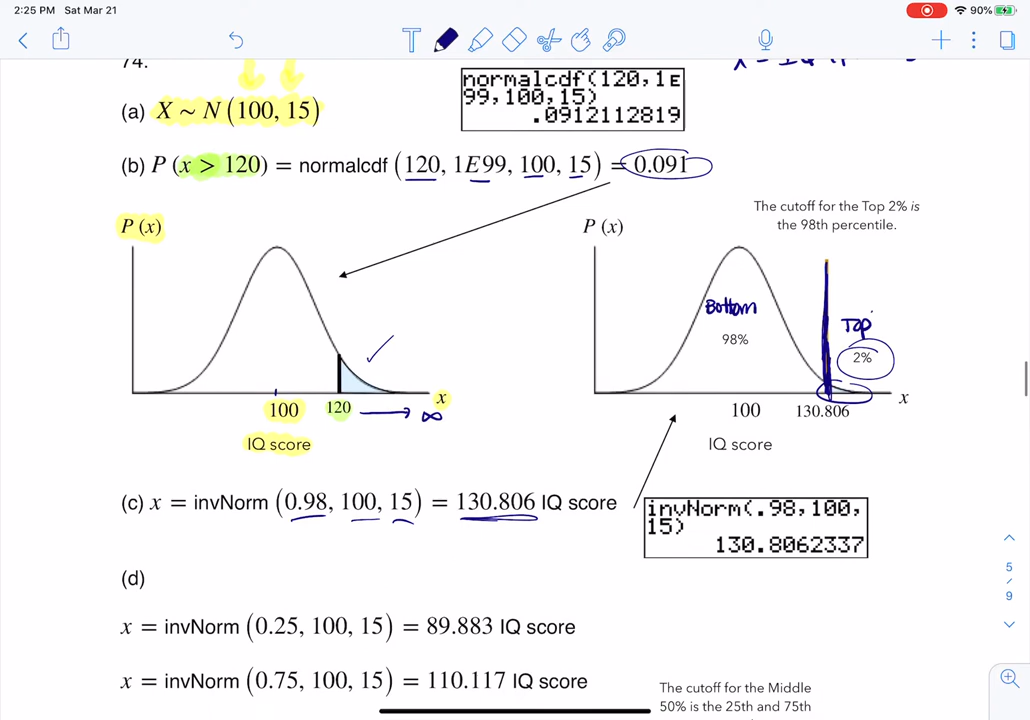 2:25 PM Sat Mar 21
90%
T
74.
(a) X ∼ N (100, 15)
normalcdf(120,1E
99,100,15)
.0912112819
(b) P (x > 120) = normalcdf (120, 1E99, 100, 15) = 0.091
The cutoff for the Top 2% is
the 98th percentile.
P (x)
P (x)
Bottom
98%
Top
2%
100
120
∞
x
IQ score
100
130.806
x
IQ score
(c) x = invNorm (0.98, 100, 15) = 130.806 IQ score
invNorm(.98,100,
15)
130.8062337
(d)
x = invNorm (0.25, 100, 15) = 89.883 IQ score
x = invNorm (0.75, 100, 15) = 110.117 IQ score
The cutoff for the Middle
50% is the 25th and 75th
5
/
9